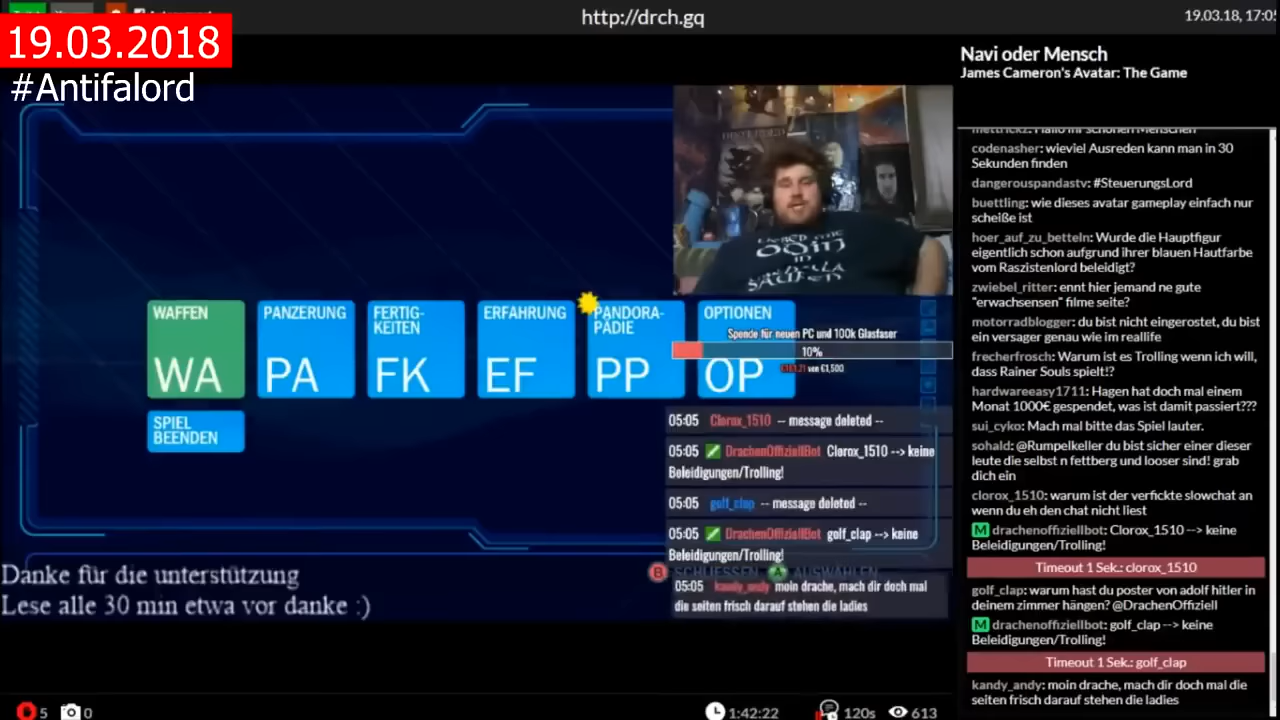 http://drch.gq
19.03.18, 17:05
19.03.2018
#Antifalord
Navi oder Mensch
James Cameron's Avatar: The Game
WAFFEN
WA
PANZERUNG
PA
FERTIG-
KEITEN
FK
ERFAHRUNG
EF
PANDORA-
PÄDIE
PP
OPTIONEN
OP
SPIEL
BEENDEN
Spende für neuen PC und 100k Glasfaser
10%
von €1,500
05:05 Clorox_1510 -- message deleted --
05:05 DrachenOffiziellBot Clorox_1510 --> keine
Beleidigungen/Trolling!
05:05 golf_clap -- message deleted --
05:05 DrachenOffiziellBot golf_clap --> keine
Beleidigungen/Trolling!
B SCHLIESSEN A AUSWÄHLEN
05:05 kandy_andy moin drache, mach dir doch mal
die seiten frisch darauf stehen die ladies
Danke für die unterstützung
Lese alle 30 min etwa vor danke :)
mettrickz: Hallo ihr schönen Menschen
codenasher: wieviel Ausreden kann man in 30
Sekunden finden
dangerouspandastv: #SteuerungsLord
buettling: wie dieses avatar gameplay einfach nur
scheiße ist
hoer_auf_zu_betteln: Wurde die Hauptfigur
eigentlich schon aufgrund ihrer blauen Hautfarbe
vom Raszistenlord beleidigt?
zwiebel_ritter: ennt hier jemand ne gute
"erwachsensen" filme seite?
motorradblogger: du bist nicht eingerostet, du bist
ein versager genau wie im reallife
frecherfrosch: Warum ist es Trolling wenn ich will,
dass Rainer Souls spielt!?
hardwareeasy1711: Hagen hat doch mal einem
Monat 1000€ gespendet, was ist damit passiert???
sui_cyko: Mach mal bitte das Spiel lauter.
sohald: @Rumpelkeller du bist sicher einer dieser
leute die selbst n fettberg und looser sind! grab
dich ein
clorox_1510: warum ist der verfickte slowchat an
wenn du eh den chat nicht liest
M drachenoffiziellbot: Clorox_1510 --> keine
Beleidigungen/Trolling!
Timeout 1 Sek.: clorox_1510
golf_clap: warum hast du poster von adolf hitler in
deinem zimmer hängen? @DrachenOffiziell
M drachenoffiziellbot: golf_clap --> keine
Beleidigungen/Trolling!
Timeout 1 Sek.: golf_clap
kandy_andy: moin drache, mach dir doch mal die
seiten frisch darauf stehen die ladies
5 0 1:42:22 120s 613